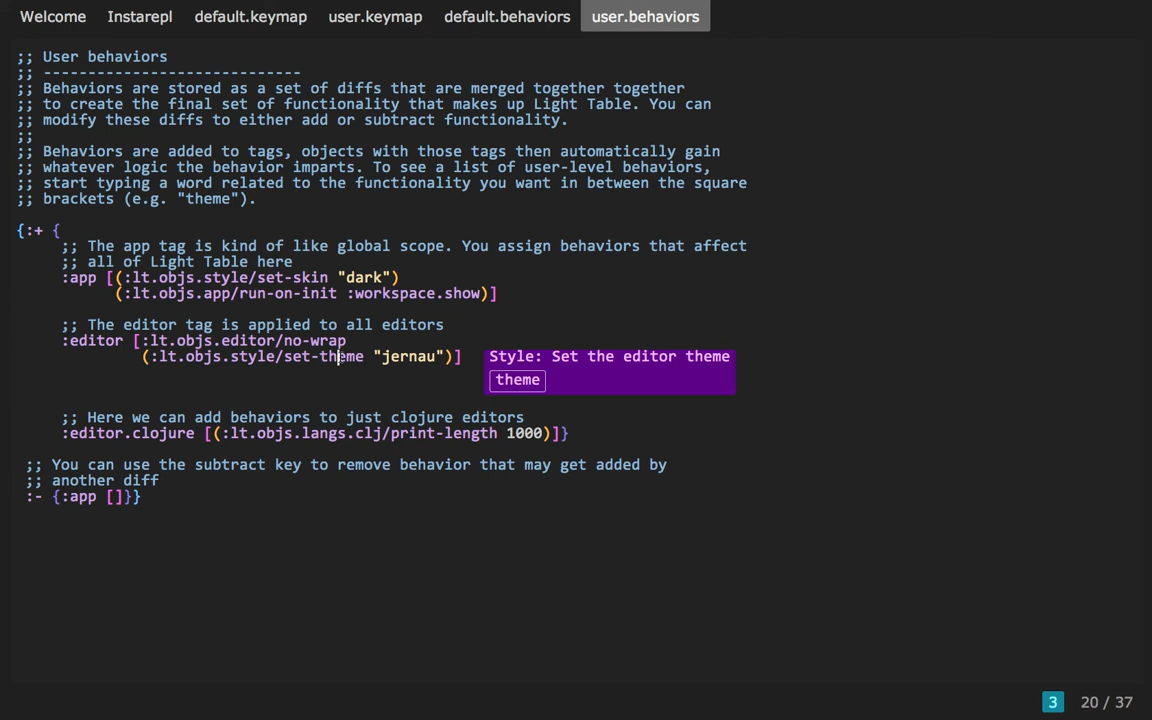 Welcome Instarepl default.keymap user.keymap default.behaviors user.behaviors
;; User behaviors
;; -----------------------------
;; Behaviors are stored as a set of diffs that are merged together together
;; to create the final set of functionality that makes up Light Table. You can
;; modify these diffs to either add or subtract functionality.
;;
;; Behaviors are added to tags, objects with those tags then automatically gain
;; whatever logic the behavior imparts. To see a list of user-level behaviors,
;; start typing a word related to the functionality you want in between the square
;; brackets (e.g. "theme").
{:+ {
;; The app tag is kind of like global scope. You assign behaviors that affect
;; all of Light Table here
:app [(:lt.objs.style/set-skin "dark")
(:lt.objs.app/run-on-init :workspace.show)]
;; The editor tag is applied to all editors
:editor [:lt.objs.editor/no-wrap
(:lt.objs.style/set-theme "jernau")] Style: Set the editor theme
theme
;; Here we can add behaviors to just clojure editors
:editor.clojure [(:lt.objs.langs.clj/print-length 1000)]}
;; You can use the subtract key to remove behavior that may get added by
;; another diff
:- {:app []}}
3 20 / 37